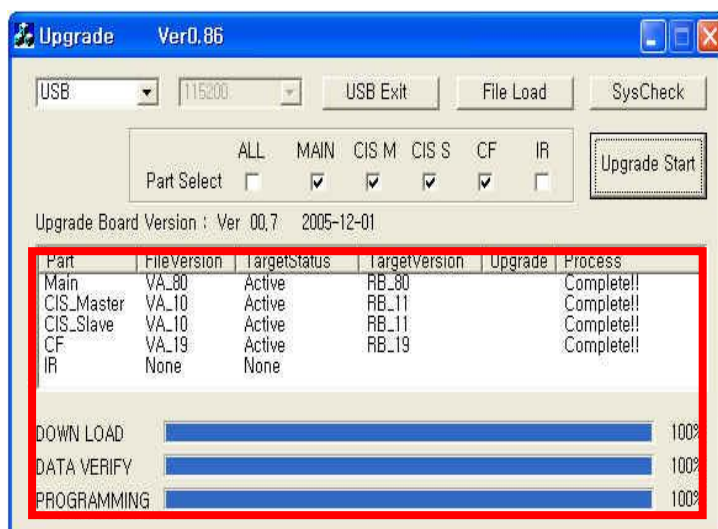 Upgrade Ver0.86
USB 115200 USB Exit File Load SysCheck
ALL MAIN CIS M CIS S CF IR
Part Select
Upgrade Start
Upgrade Board Version : Ver 00.7 2005-12-01
Part FileVersion TargetStatus TargetVersion Upgrade Process
Main VA_80 Active RB_80 Complete!!
CIS_Master VA_10 Active RB_11 Complete!!
CIS_Slave VA_10 Active RB_11 Complete!!
CF VA_19 Active RB_19 Complete!!
IR None None
DOWN LOAD 100%
DATA VERIFY 100%
PROGRAMMING 100%